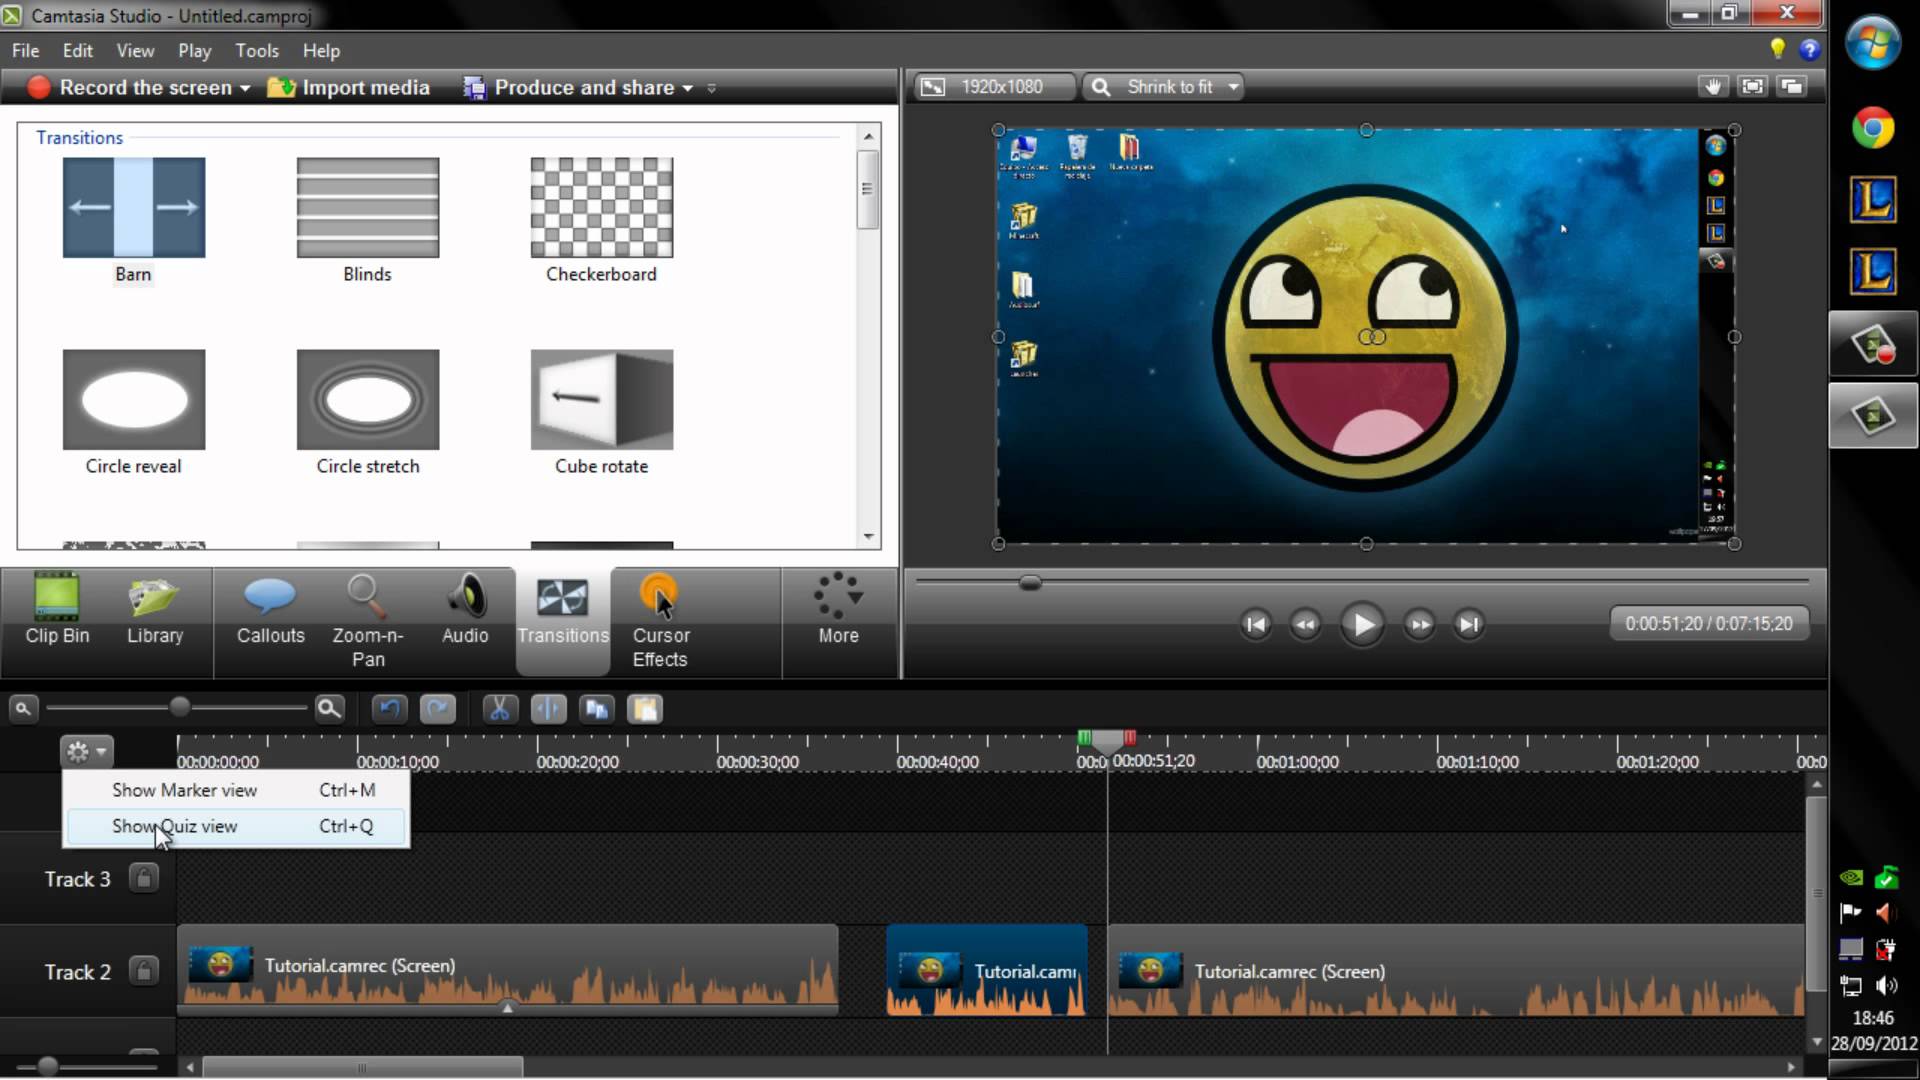 Camtasia Studio - Untitled.camproj
File Edit View Play Tools Help
Record the screen Import media Produce and share
1920x1080 Shrink to fit
Transitions
Barn Blinds Checkerboard
Circle reveal Circle stretch Cube rotate
Clip Bin Library Callouts Zoom-n-Pan Audio Transitions Cursor Effects More
0:00:51;20 / 0:07:15;20
00:00:00;00 00:00:10;00 00:00:20;00 00:00:30;00 00:00:40;00 00:0 00:00:51;20 00:01:00;00 00:01:10;00 00:01:20;00 00:0
Show Marker view Ctrl+M
Show Quiz view Ctrl+Q
Track 3
Track 2
Tutorial.camrec (Screen)
Tutorial.cam
Tutorial.camrec (Screen)
18:46
28/09/2012